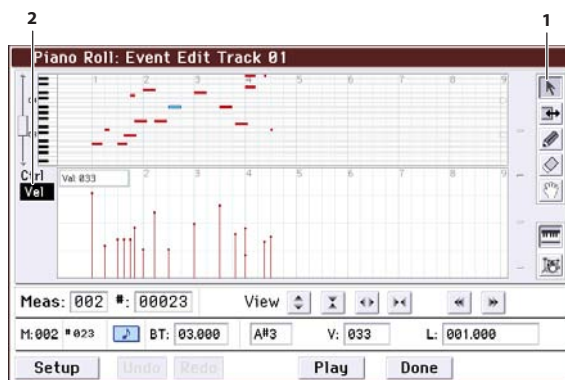 2 1
Piano Roll: Event Edit Track 01
1 2 3 4 5 6 7 8 9
Ctrl
Vel
Val 033
2 3 4 5 6 7 8 9
Meas: 002 #: 00023 View
M:002 #023 BT: 03.000 A#3 V: 033 L: 001.000
Setup Undo Redo Play Done